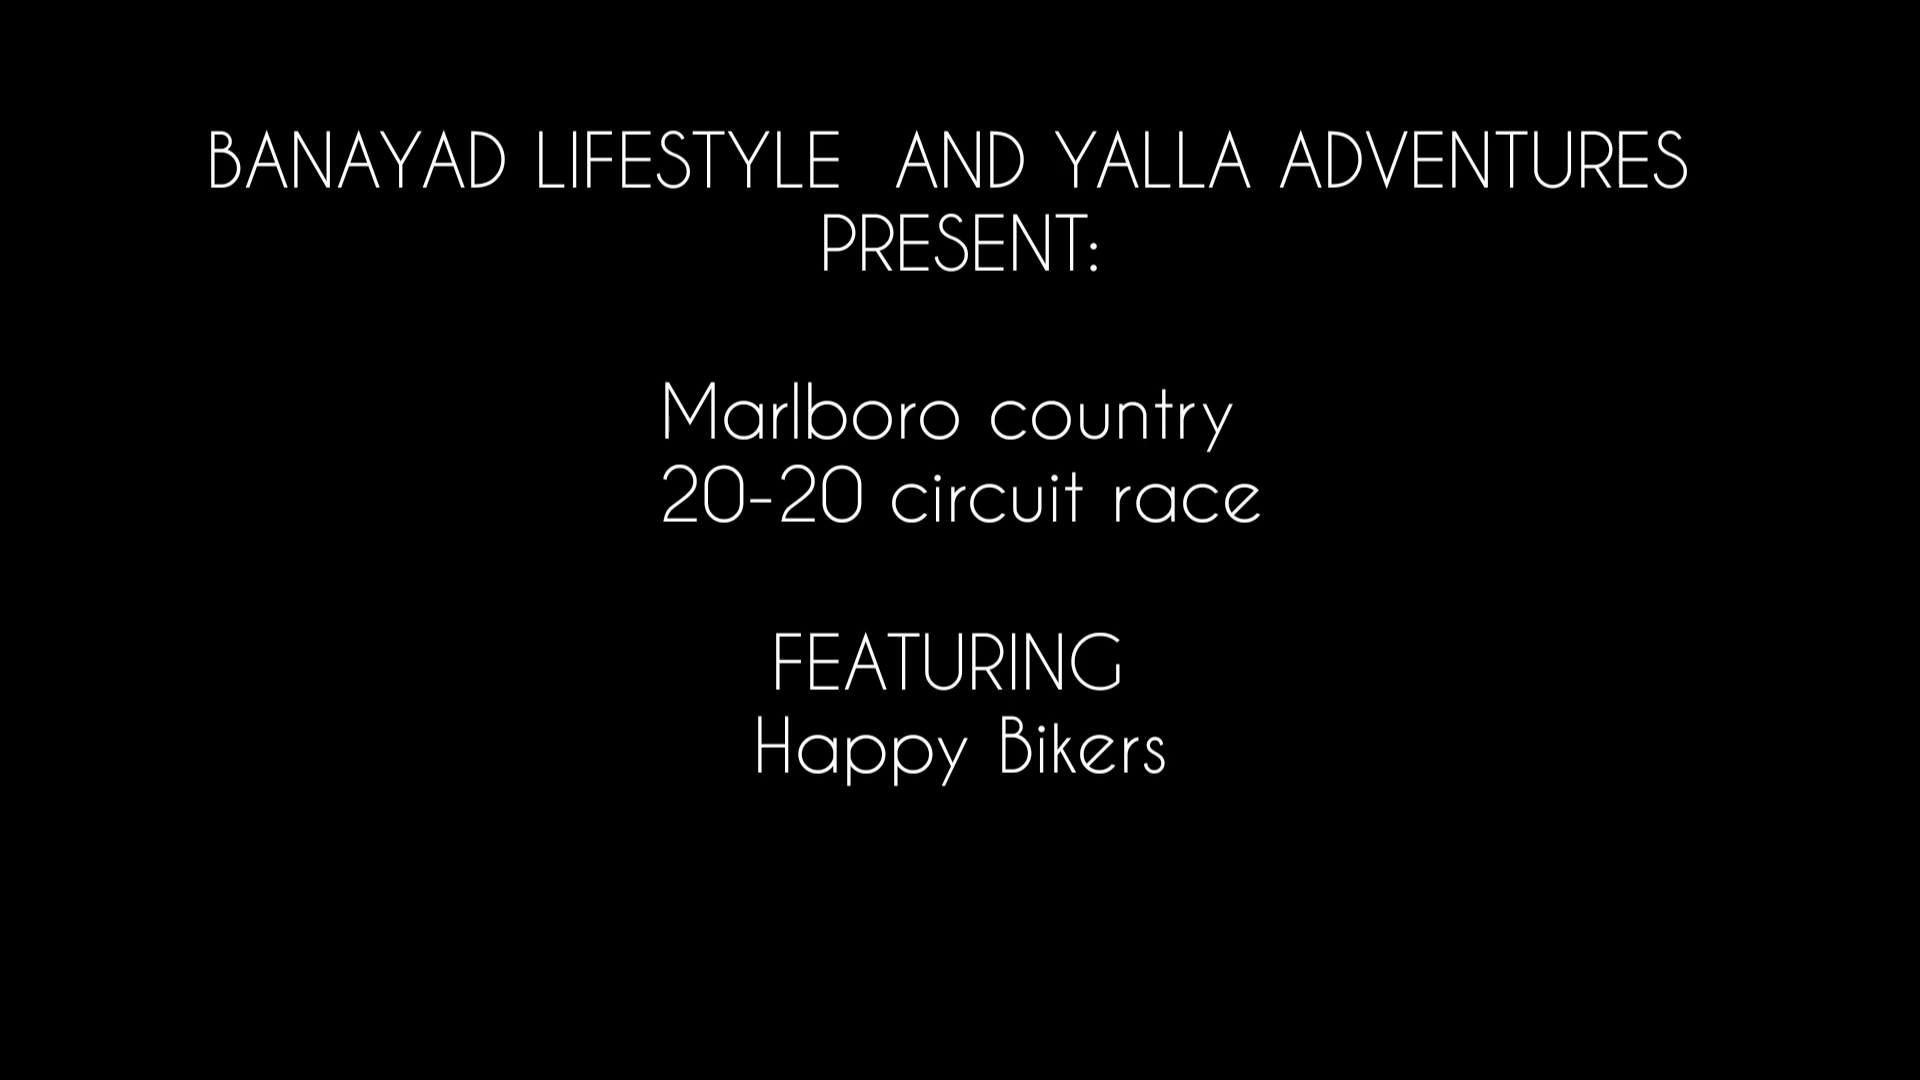 BANAYAD LIFESTYLE  AND YALLA ADVENTURES
PRESENT:
Marlboro country
20-20 circuit race
FEATURING
Happy Bikers